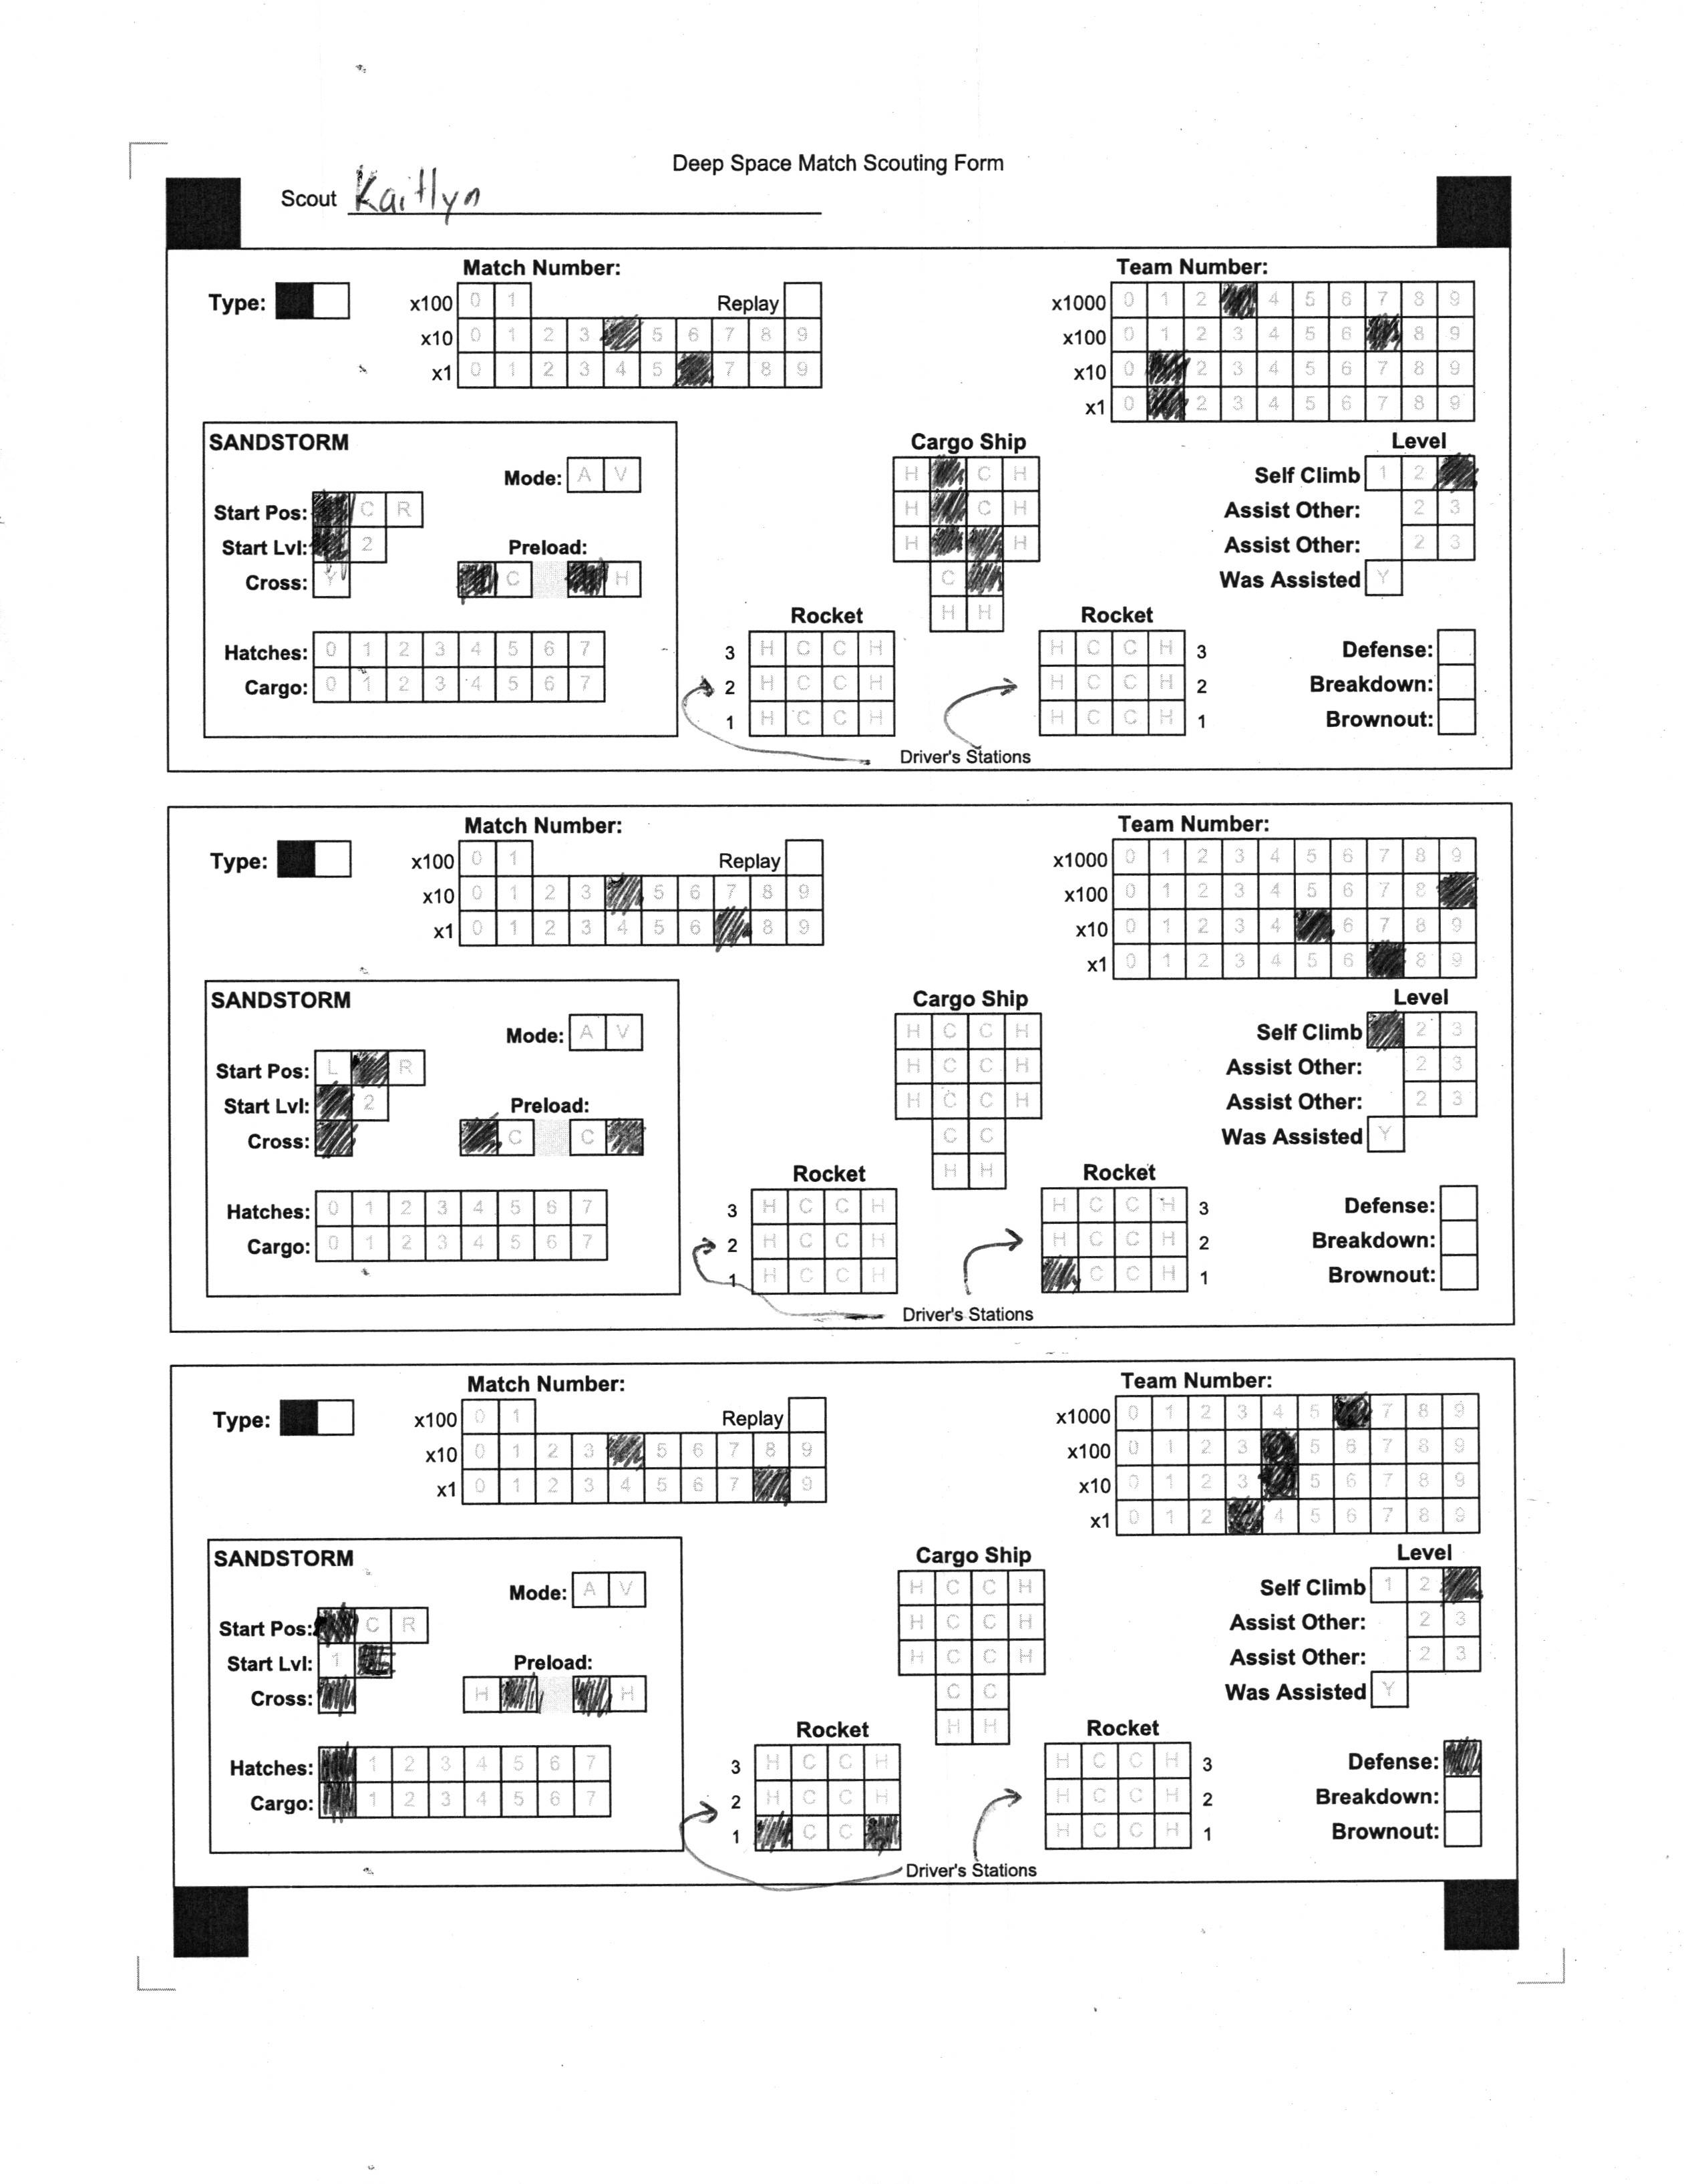 Deep Space Match Scouting Form
Scout Kaitlyn
Match Number:
Team Number:
Type:
x100 0 1 Replay
x10 0 1 2 3 5 6 7 8 9
x1 0 1 2 3 4 5 7 8 9
x1000 0 1 2 4 5 6 7 8 9
x100 0 1 2 3 4 5 6 8 9
x10 0 2 3 4 5 6 7 8 9
x1 0 2 3 4 5 6 7 8 9
SANDSTORM
Mode: A V
Start Pos: C R
Start Lvl: 2
Preload:
Cross: Y
C H
Hatches: 0 1 2 3 4 5 6 7
Cargo: 0 1 2 3 4 5 6 7
Cargo Ship
H C H
H C H
H H
C
H H
Rocket
3 H C C H
2 H C C H
1 H C C H
Rocket
H C C H 3
H C C H 2
H C C H 1
Driver's Stations
Level
Self Climb 1 2
Assist Other: 2 3
Assist Other: 2 3
Was Assisted Y
Defense:
Breakdown:
Brownout:
Match Number:
Team Number:
Type:
x100 0 1 Replay
x10 0 1 2 3 5 6 7 8 9
x1 0 1 2 3 4 5 6 8 9
x1000 0 1 2 3 4 5 6 7 8 9
x100 0 1 2 3 4 5 6 7 8
x10 0 1 2 3 4 6 7 8 9
x1 0 1 2 3 4 5 6 8 9
SANDSTORM
Mode: A V
Start Pos: L R
Start Lvl: 2
Preload:
Cross:
C C
Hatches: 0 1 2 3 4 5 6 7
Cargo: 0 1 2 3 4 5 6 7
Cargo Ship
H C C H
H C C H
H C C H
C C
H H
Rocket
3 H C C H
2 H C C H
1 H C C H
Rocket
H C C H 3
H C C H 2
C C H 1
Driver's Stations
Level
Self Climb 2 3
Assist Other: 2 3
Assist Other: 2 3
Was Assisted Y
Defense:
Breakdown:
Brownout:
Match Number:
Team Number:
Type:
x100 0 1 Replay
x10 0 1 2 3 5 6 7 8 9
x1 0 1 2 3 4 5 6 7 9
x1000 0 1 2 3 4 5 7 8 9
x100 0 1 2 3 5 6 7 8 9
x10 0 1 2 3 5 6 7 8 9
x1 0 1 2 4 5 6 7 8 9
SANDSTORM
Mode: A V
Start Pos: C R
Start Lvl: 1
Preload:
Cross:
H H
Hatches: 1 2 3 4 5 6 7
Cargo: 1 2 3 4 5 6 7
Cargo Ship
H C C H
H C C H
H C C H
C C
H H
Rocket
3 H C C H
2 H C C H
1 C C
Rocket
H C C H 3
H C C H 2
H C C H 1
Driver's Stations
Level
Self Climb 1 2
Assist Other: 2 3
Assist Other: 2 3
Was Assisted Y
Defense:
Breakdown:
Brownout: